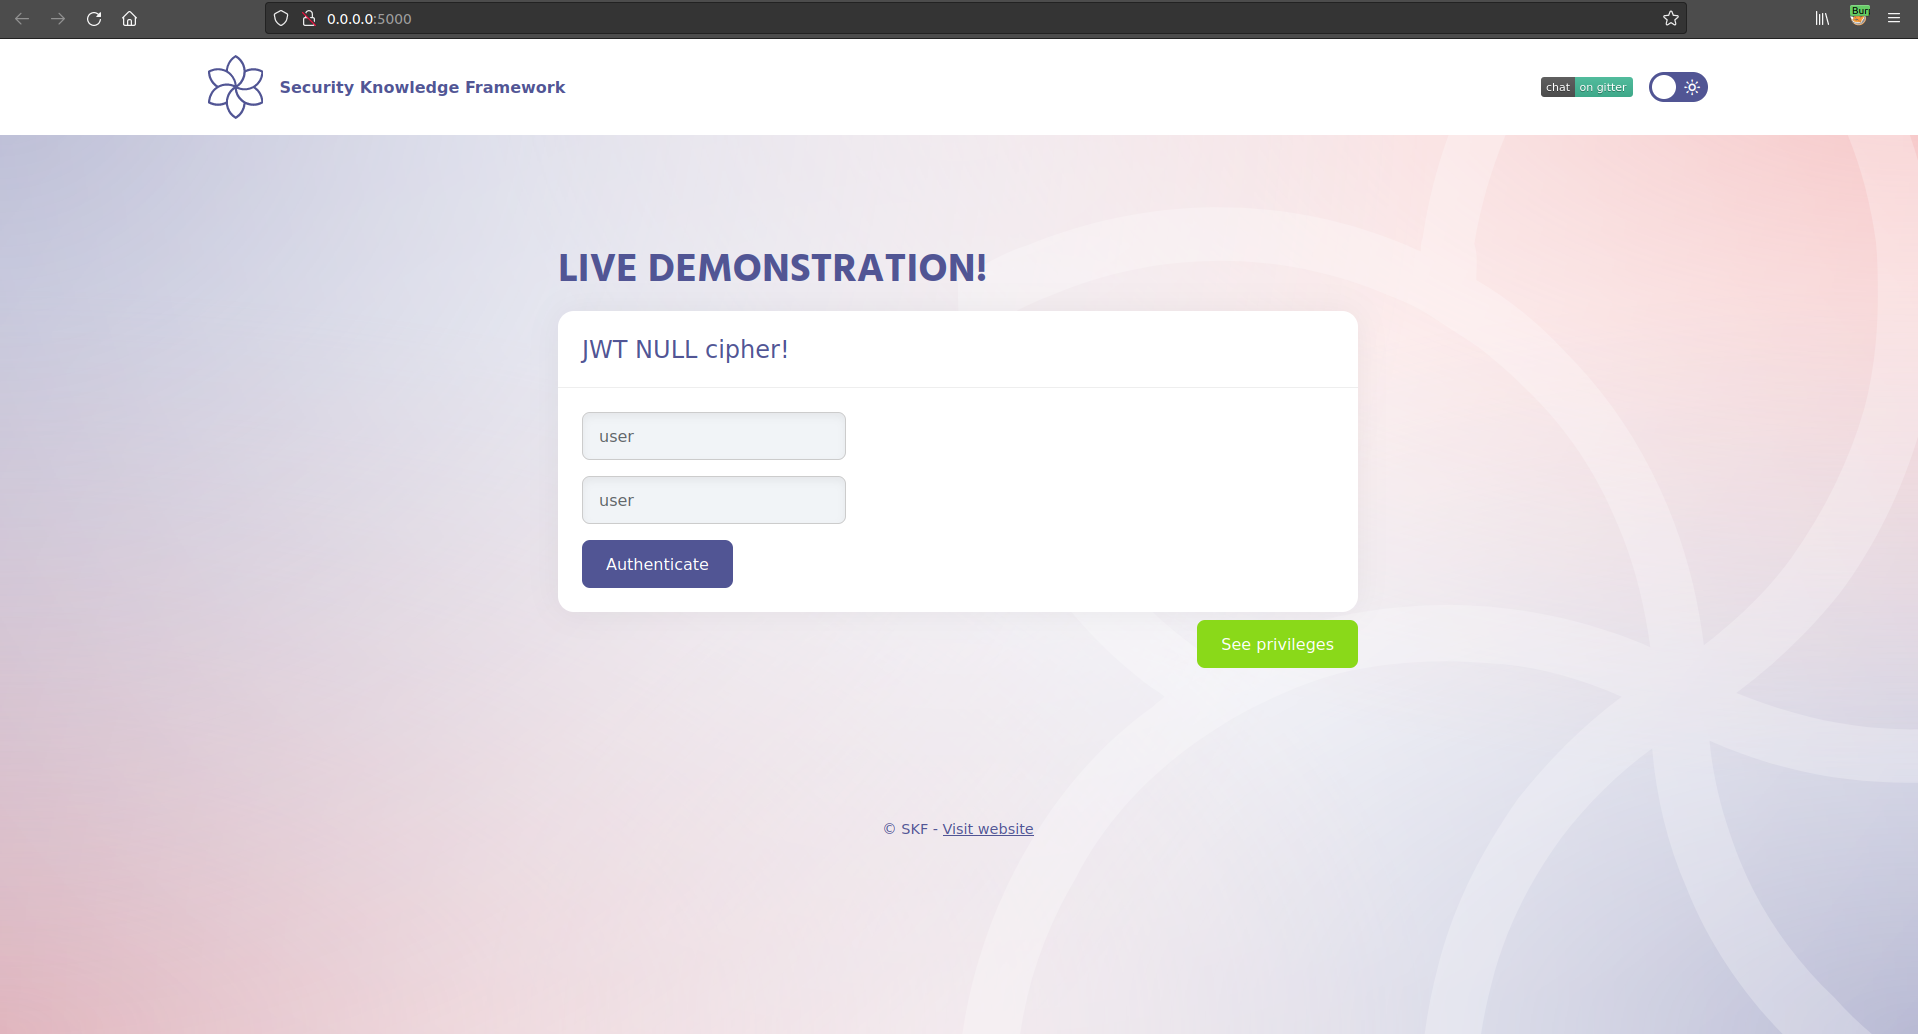 0.0.0.0:5000
Bur
Security Knowledge Framework
chat on gitter
LIVE DEMONSTRATION!
JWT NULL cipher!
user
user
Authenticate
See privileges
© SKF - Visit website